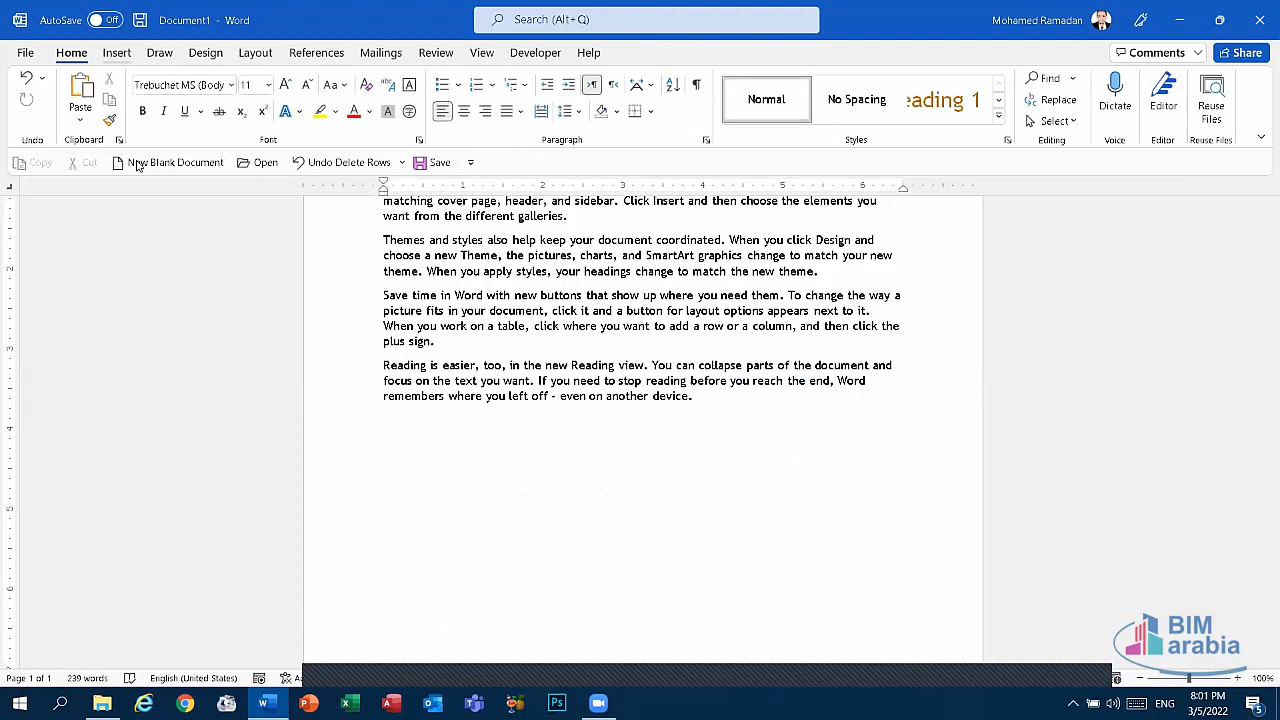 AutoSave Off Document1 - Word Search (Alt+Q) Mohamed Ramadan
File Home Insert Draw Design Layout References Mailings Review View Developer Help Comments Share
Paste Trebuchet MS (Body 11 Aa Normal No Spacing eading 1 Find Replace Select Dictate Editor Reuse Files
Undo Clipboard Font Paragraph Styles Editing Voice Editor Reuse Files
Copy Cut New Blank Document Open Undo Delete Rows Save
1 2 3 4 5 6
matching cover page, header, and sidebar. Click Insert and then choose the elements you
want from the different galleries.
Themes and styles also help keep your document coordinated. When you click Design and
choose a new Theme, the pictures, charts, and SmartArt graphics change to match your new
theme. When you apply styles, your headings change to match the new theme.
Save time in Word with new buttons that show up where you need them. To change the way a
picture fits in your document, click it and a button for layout options appears next to it.
When you work on a table, click where you want to add a row or a column, and then click the
plus sign.
Reading is easier, too, in the new Reading view. You can collapse parts of the document and
focus on the text you want. If you need to stop reading before you reach the end, Word
remembers where you left off - even on another device.
BIM
arabia
Page 1 of 1 239 words English (United States) 100%
ENG 8:01 PM
3/5/2022